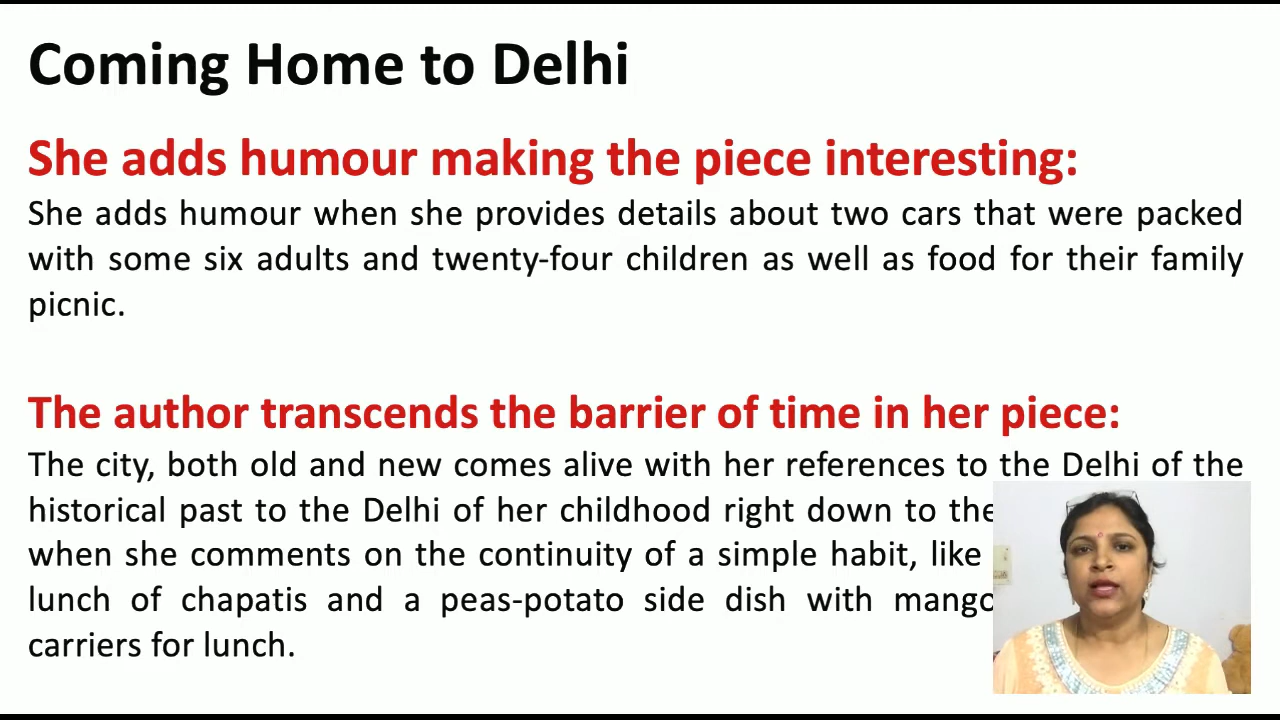 Coming Home to Delhi
She adds humour making the piece interesting:
She adds humour when she provides details about two cars that were packed
with some six adults and twenty-four children as well as food for their family
picnic.
The author transcends the barrier of time in her piece:
The city, both old and new comes alive with her references to the Delhi of the
historical past to the Delhi of her childhood right down to the
when she comments on the continuity of a simple habit, like
lunch of chapatis and a peas-potato side dish with mango
carriers for lunch.